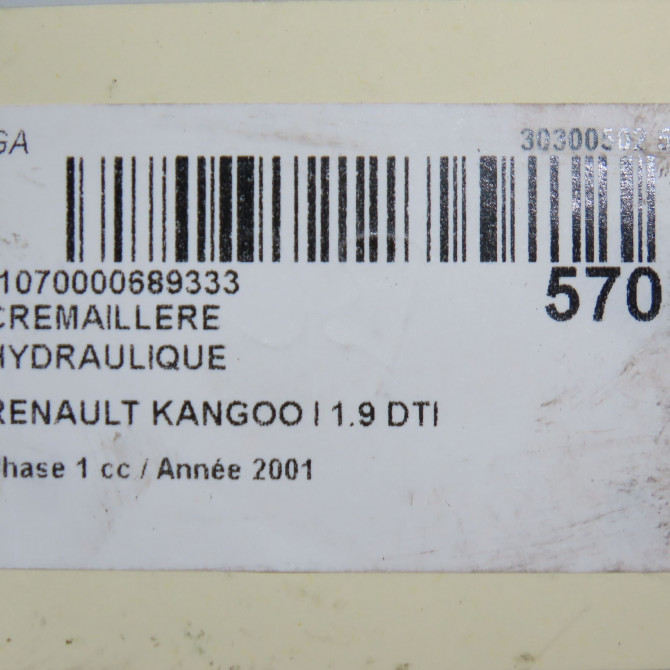 GA 30300502
1070000689333 570
CREMAILLERE
HYDRAULIQUE
RENAULT KANGOO I 1.9 DTI
hase 1 cc / Année 2001